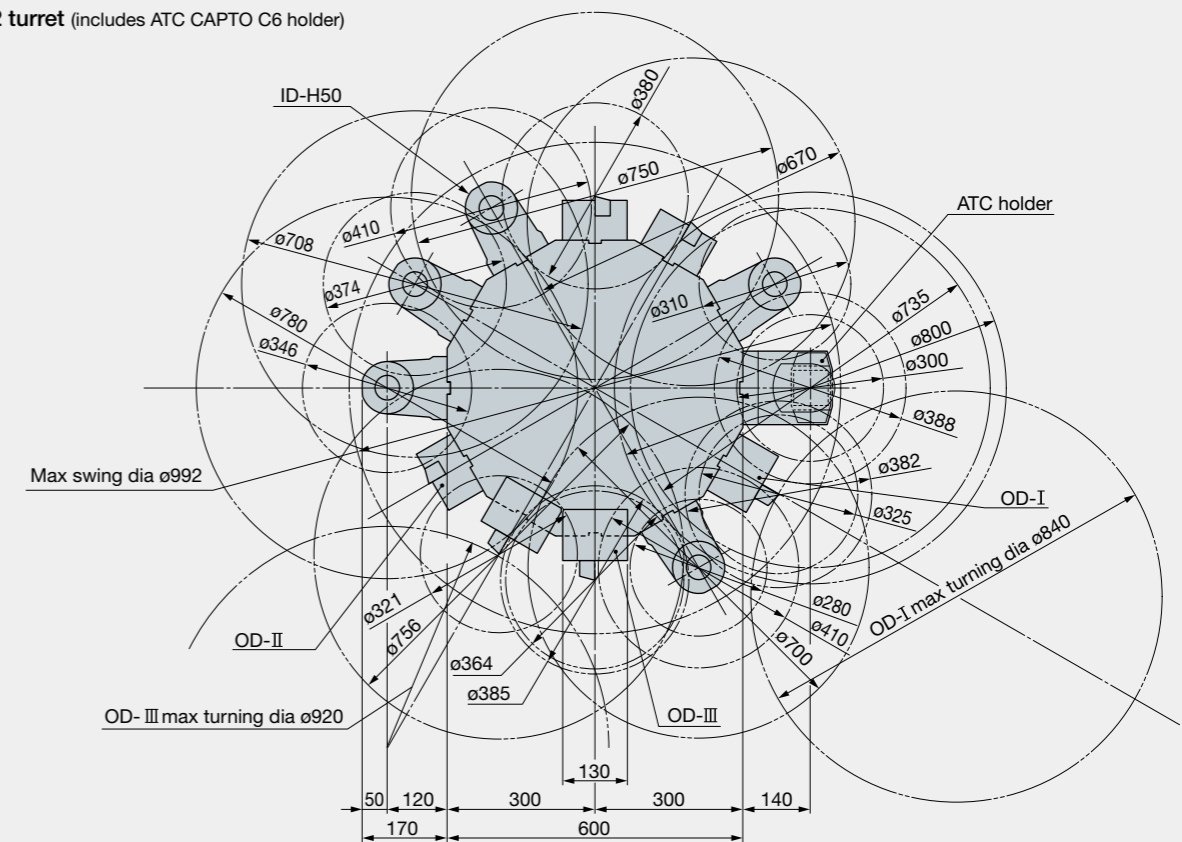 2 turret (includes ATC CAPTO C6 holder)
ID-H50
ø380
ø750
ø670
ATC holder
ø410
ø708
ø374
ø310
ø735
ø780
ø800
ø346
ø300
ø388
ø382
Max swing dia ø992
OD-Ⅰ
ø325
OD-Ⅰ max turning dia ø840
ø321
ø280
OD-Ⅱ
ø756
ø410
ø364
ø700
ø385
OD-Ⅲ max turning dia ø920
OD-Ⅲ
130
50 120 300 300 140
170 600